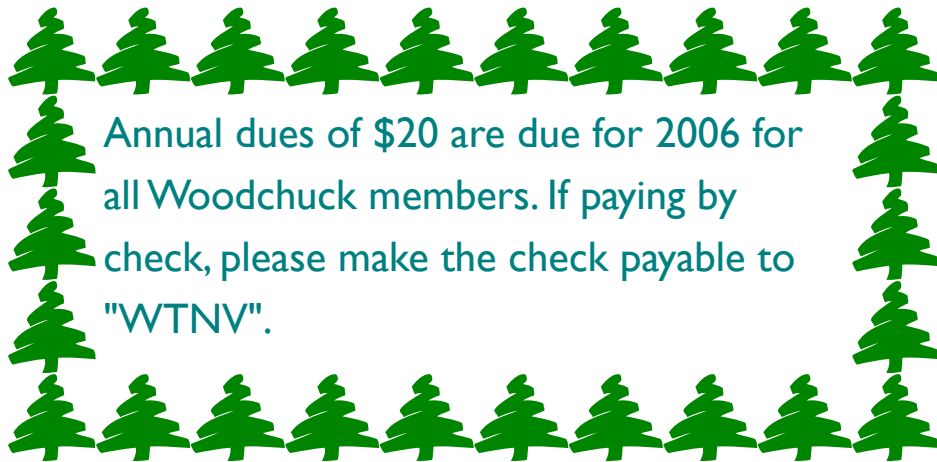 Annual dues of $20 are due for 2006 for
all Woodchuck members. If paying by
check, please make the check payable to
"WTNV".